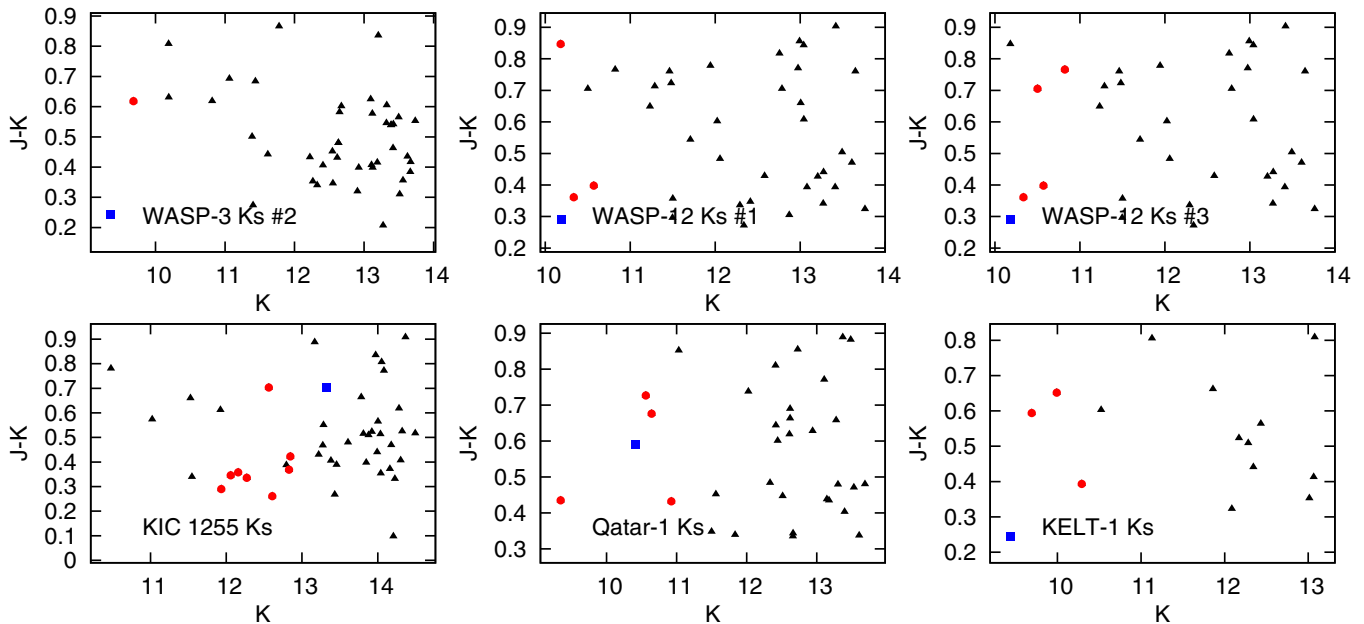 0.9
0.8
0.7
0.6
0.5
0.4
0.3
0.2
J-K
WASP-3 Ks #2
10 11 12 13 14
K
0.9
0.8
0.7
0.6
0.5
0.4
0.3
0.2
J-K
WASP-12 Ks #1
10 11 12 13 14
K
0.9
0.8
0.7
0.6
0.5
0.4
0.3
0.2
J-K
WASP-12 Ks #3
10 11 12 13 14
K
0.9
0.8
0.7
0.6
0.5
0.4
0.3
0.2
0.1
0
J-K
KIC 1255 Ks
11 12 13 14
K
0.9
0.8
0.7
0.6
0.5
0.4
0.3
J-K
Qatar-1 Ks
10 11 12 13
K
0.8
0.7
0.6
0.5
0.4
0.3
0.2
J-K
KELT-1 Ks
10 11 12 13
K